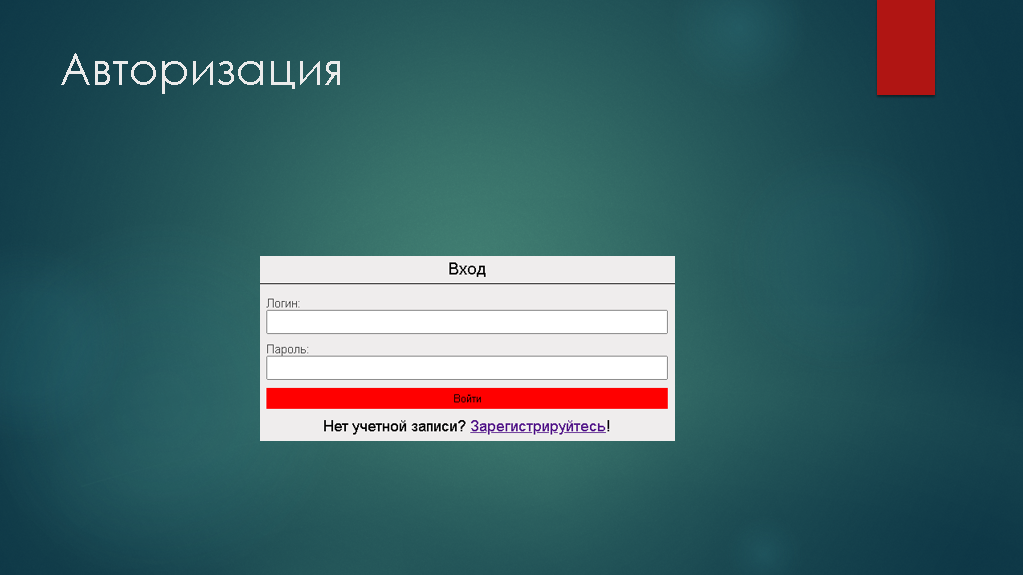 Авторизация
Вход
Логин:
Пароль:
Войти
Нет учетной записи? Зарегистрируйтесь!